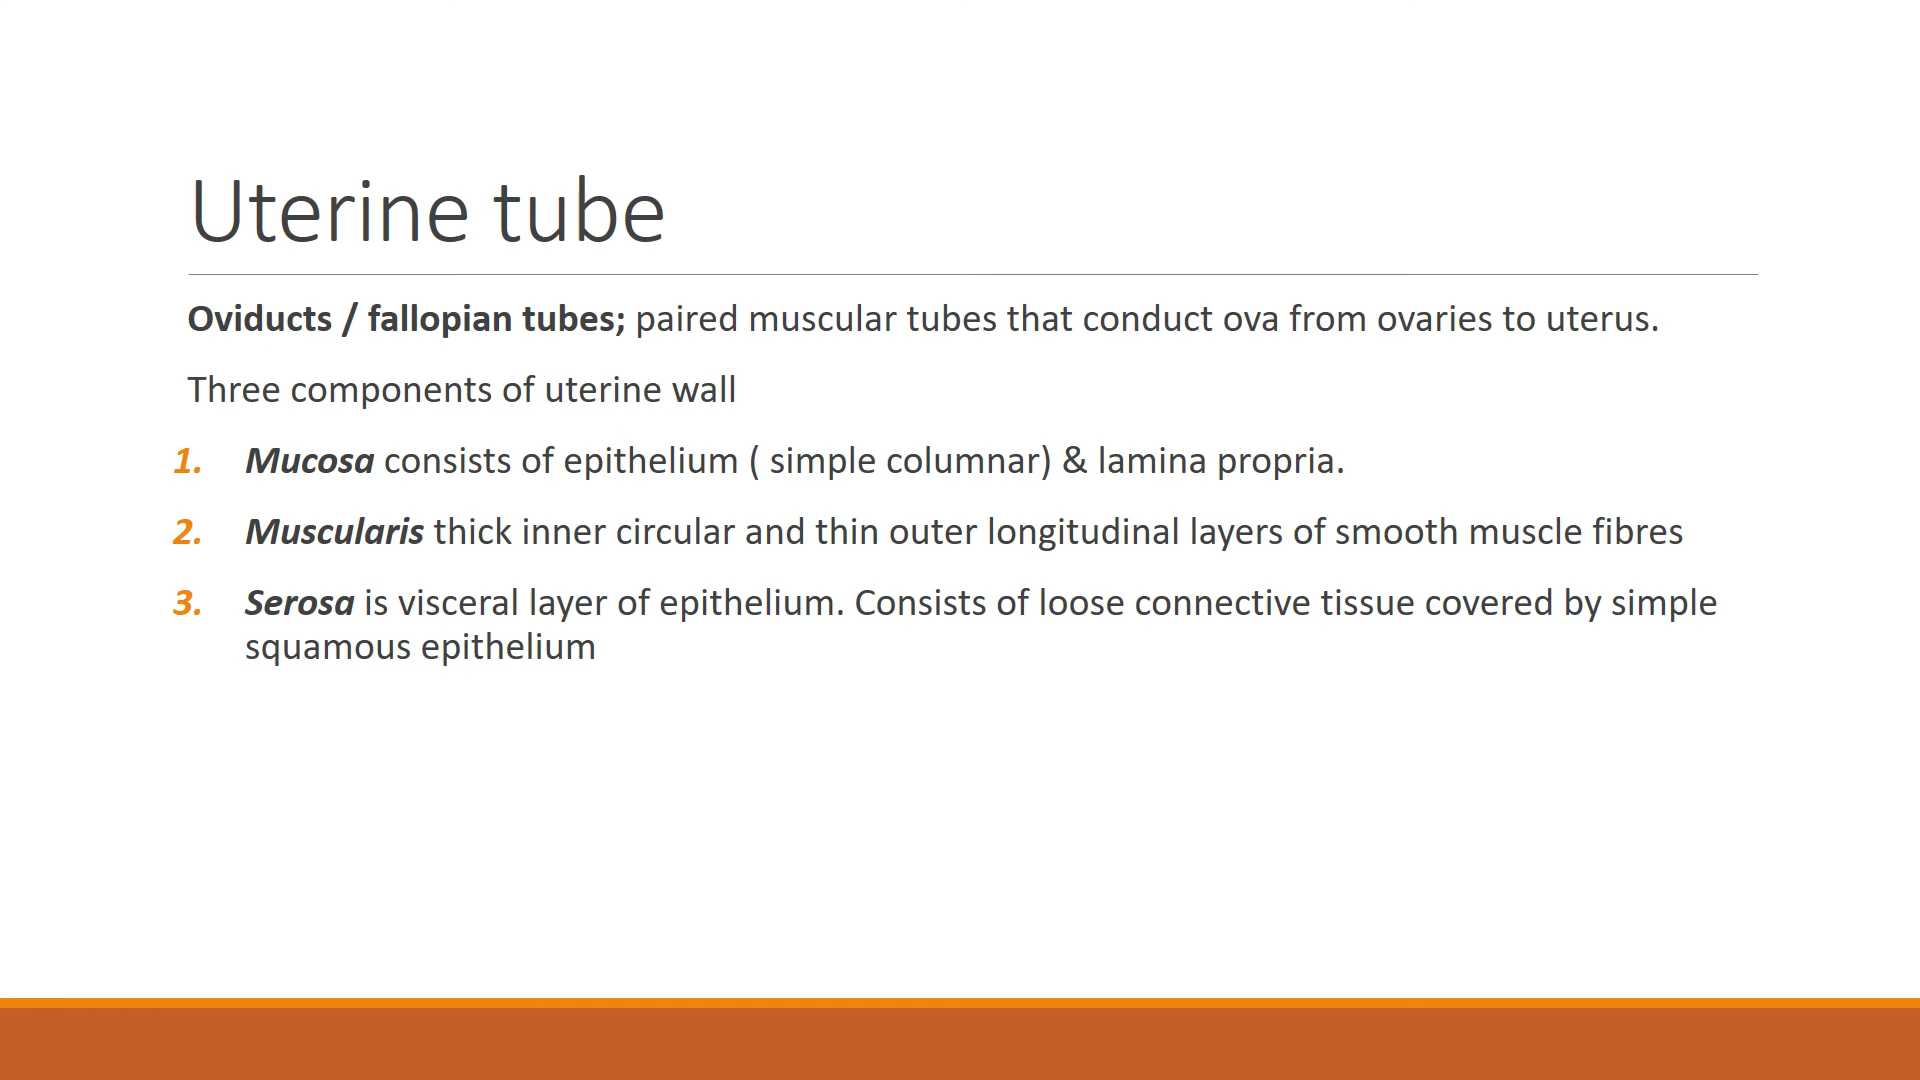 Uterine tube
Oviducts / fallopian tubes; paired muscular tubes that conduct ova from ovaries to uterus.
Three components of uterine wall
1. Mucosa consists of epithelium ( simple columnar) & lamina propria.
2. Muscularis thick inner circular and thin outer longitudinal layers of smooth muscle fibres
3. Serosa is visceral layer of epithelium. Consists of loose connective tissue covered by simple
squamous epithelium